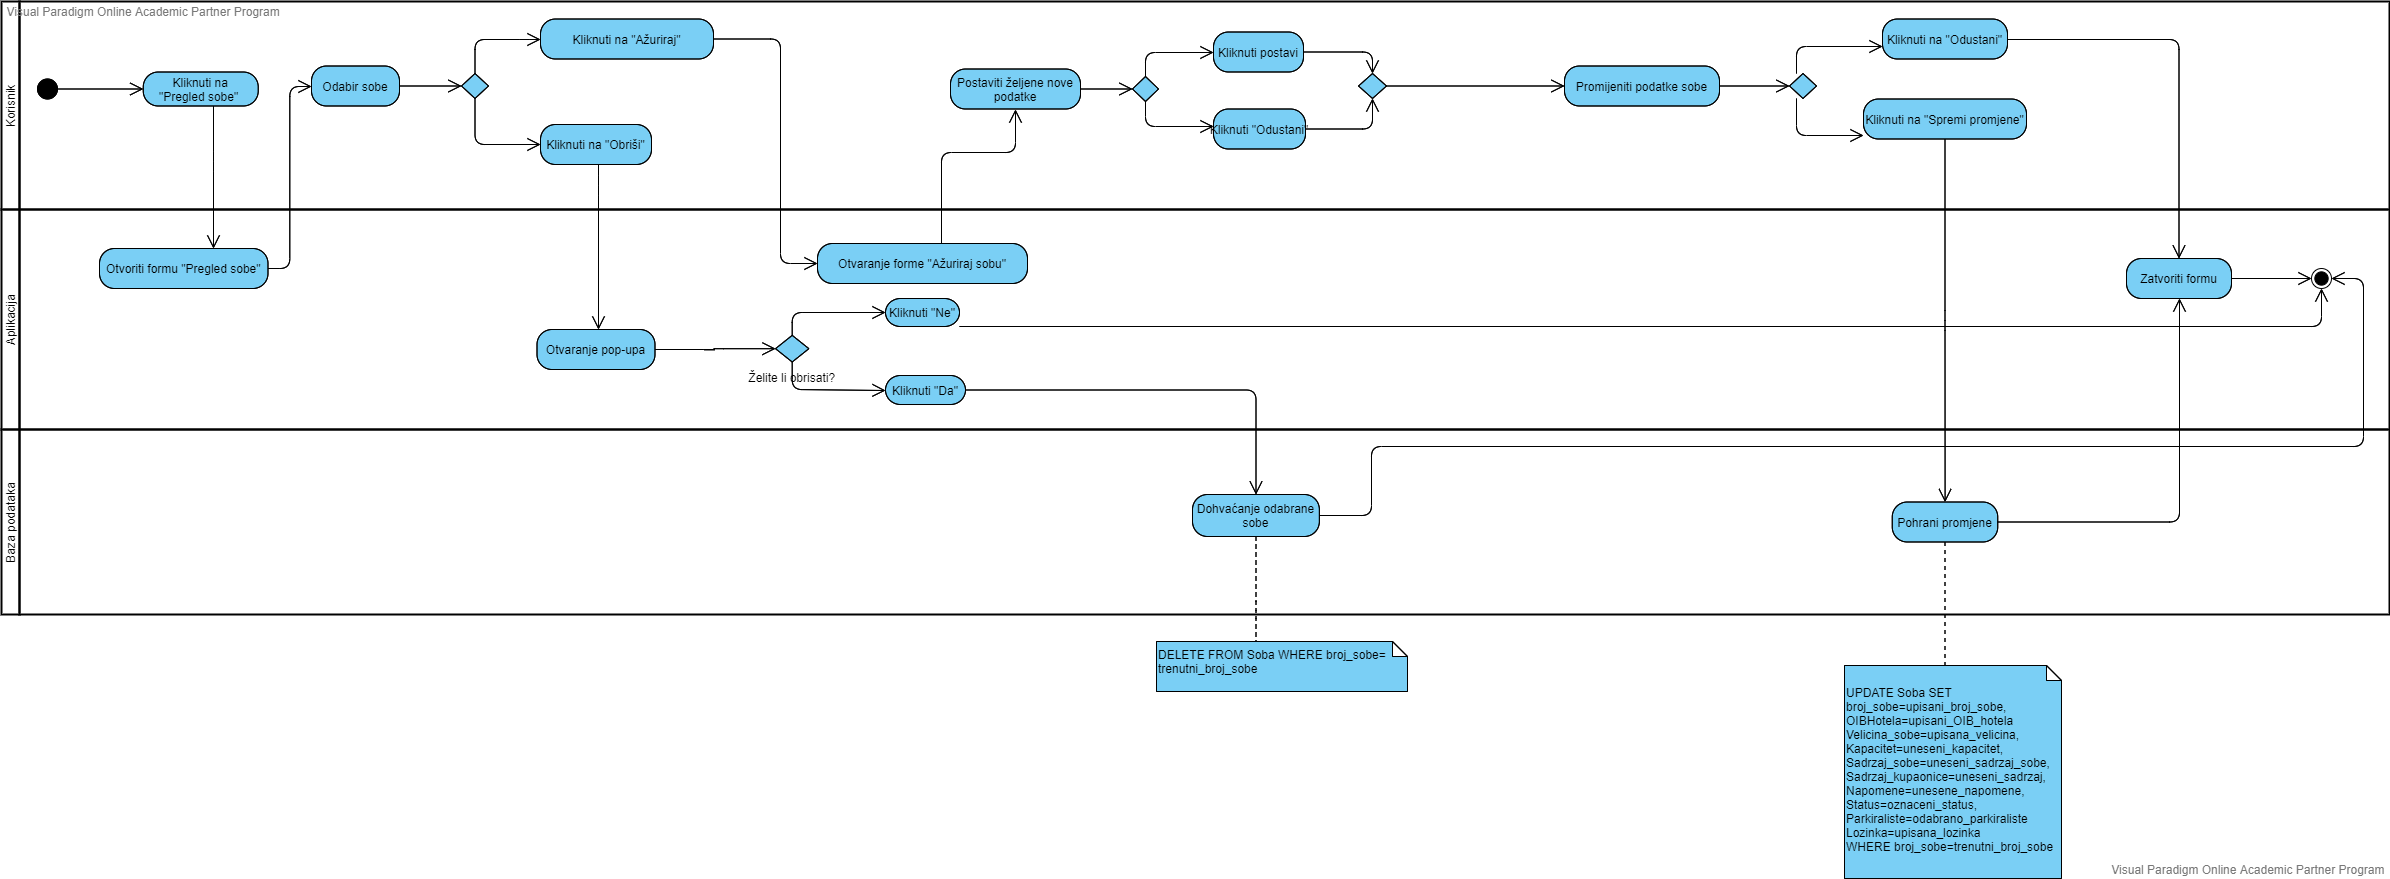 Visual Paradigm Online Academic Partner Program
Korisnik
Kliknuti na
"Pregled sobe"
Odabir sobe
Kliknuti na "Ažuriraj"
Kliknuti na "Obriši"
Postaviti željene nove
podatke
Kliknuti postavi
Kliknuti "Odustani"
Promijeniti podatke sobe
Kliknuti na "Odustani"
Kliknuti na "Spremi promjene"
Aplikacija
Otvoriti formu "Pregled sobe"
Otvaranje forme "Ažuriraj sobu"
Zatvoriti formu
Kliknuti "Ne"
Otvaranje pop-upa
Želite li obrisati?
Kliknuti "Da"
Baza podataka
Dohvaćanje odabrane
sobe
Pohrani promjene
DELETE FROM Soba WHERE broj_sobe=
trenutni_broj_sobe
UPDATE Soba SET
broj_sobe=upisani_broj_sobe,
OIBHotela=upisani_OIB_hotela
Velicina_sobe=upisana_velicina,
Kapacitet=uneseni_kapacitet,
Sadrzaj_sobe=uneseni_sadrzaj_sobe,
Sadrzaj_kupaonice=uneseni_sadrzaj,
Napomene=unesene_napomene,
Status=oznaceni_status,
Parkiraliste=odabrano_parkiraliste
Lozinka=upisana_lozinka
WHERE broj_sobe=trenutni_broj_sobe
Visual Paradigm Online Academic Partner Program